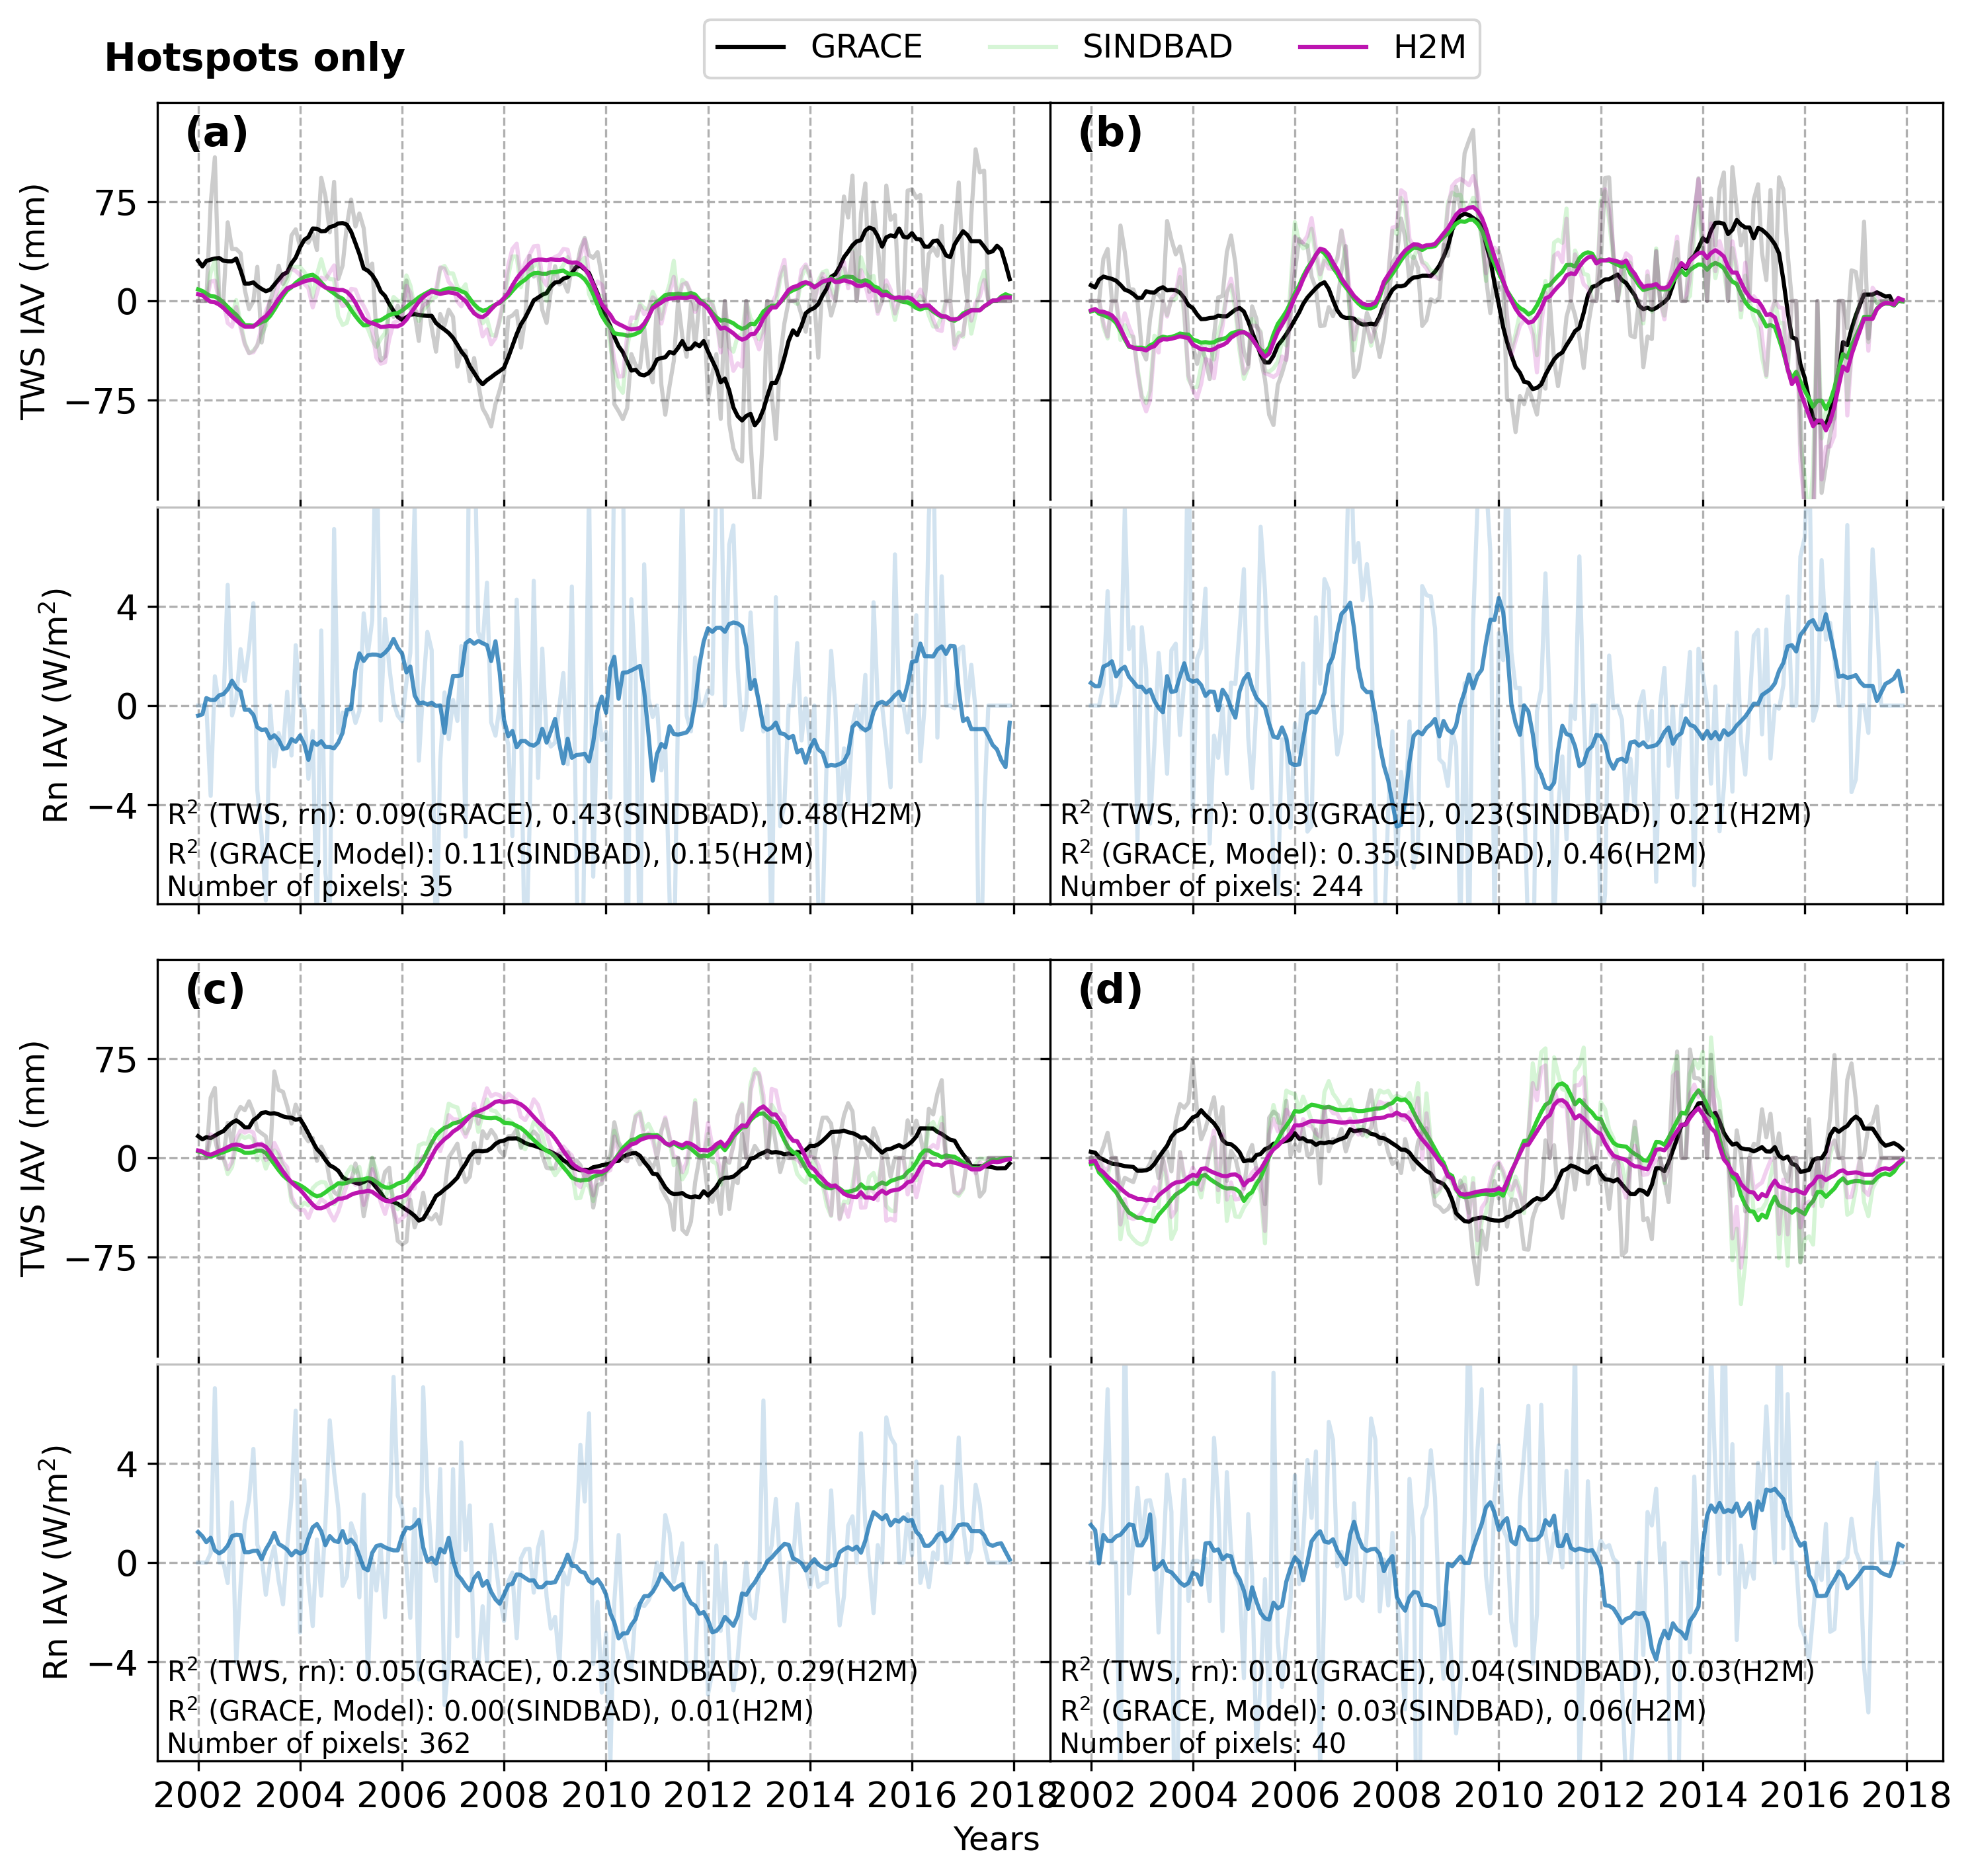 Hotspots only
GRACE SINDBAD H2M
(a) (b)
TWS IAV (mm)
75
0
−75
Rn IAV (W/m²)
4
0
−4
R² (TWS, rn): 0.09(GRACE), 0.43(SINDBAD), 0.48(H2M)
R² (GRACE, Model): 0.11(SINDBAD), 0.15(H2M)
Number of pixels: 35
R² (TWS, rn): 0.03(GRACE), 0.23(SINDBAD), 0.21(H2M)
R² (GRACE, Model): 0.35(SINDBAD), 0.46(H2M)
Number of pixels: 244
(c) (d)
TWS IAV (mm)
75
0
−75
Rn IAV (W/m²)
4
0
−4
R² (TWS, rn): 0.05(GRACE), 0.23(SINDBAD), 0.29(H2M)
R² (GRACE, Model): 0.00(SINDBAD), 0.01(H2M)
Number of pixels: 362
R² (TWS, rn): 0.01(GRACE), 0.04(SINDBAD), 0.03(H2M)
R² (GRACE, Model): 0.03(SINDBAD), 0.06(H2M)
Number of pixels: 40
2002 2004 2006 2008 2010 2012 2014 2016 2018 2002 2004 2006 2008 2010 2012 2014 2016 2018
Years